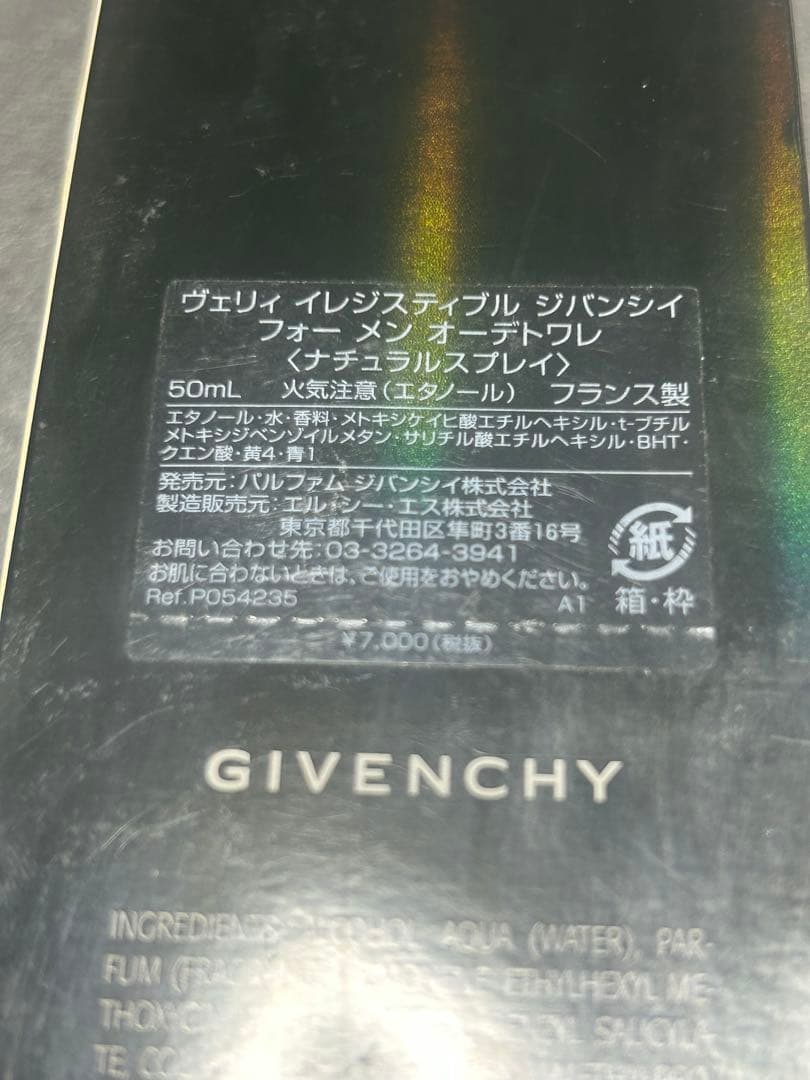 ヴェリィ イレジスティブル ジバンシイ
フォー メン オーデトワレ
〈ナチュラルスプレイ〉
50mL 火気注意(エタノール) フランス製
エタノール・水・香料・メトキシケイヒ酸エチルヘキシル・t-ブチル
メトキシジベンゾイルメタン・サリチル酸エチルヘキシル・BHT・
クエン酸・黄4・青1
発売元:パルファム ジバンシイ株式会社
製造販売元:エル・シー・エス株式会社
東京都千代田区隼町3番16号
お問い合わせ先:03-3264-3941
お肌に合わないときは、ご使用をおやめください。
Ref.P054235 A1
紙
箱・枠
¥7,000(税抜)
GIVENCHY
INGREDIENTS: ALCOHOL, AQUA (WATER), PAR-
FUM ETHYLHEXYL ME-
SALICYLA-
TE,